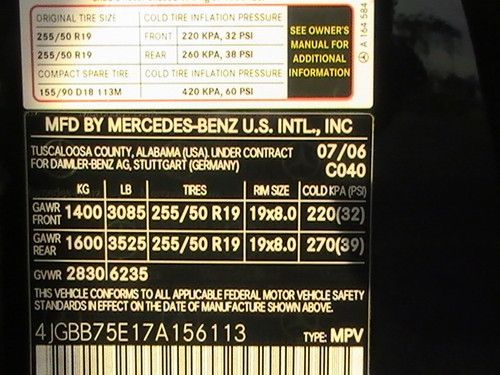 ORIGINAL TIRE SIZE COLD TIRE INFLATION PRESSURE
255/50 R19 FRONT 220 KPA, 32 PSI
255/50 R19 REAR 260 KPA, 38 PSI
COMPACT SPARE TIRE COLD TIRE INFLATION PRESSURE
155/90 D18 113M 420 KPA, 60 PSI
SEE OWNER'S
MANUAL FOR
ADDITIONAL
INFORMATION
A 164 584
MFD BY MERCEDES-BENZ U.S. INTL., INC
TUSCALOOSA COUNTY, ALABAMA (USA), UNDER CONTRACT
FOR DAIMLER-BENZ AG, STUTTGART (GERMANY)
07/06
C040
KG LB TIRES RIM SIZE COLD KPA (PSI)
GAWR FRONT 1400 3085 255/50 R19 19x8.0 220(32)
GAWR REAR 1600 3525 255/50 R19 19x8.0 270(39)
GVWR 2830 6235
THIS VEHICLE CONFORMS TO ALL APPLICABLE FEDERAL MOTOR VEHICLE SAFETY
STANDARDS IN EFFECT ON THE DATE OF MANUFACTURE SHOWN ABOVE.
4JGBB75E17A156113 TYPE: MPV